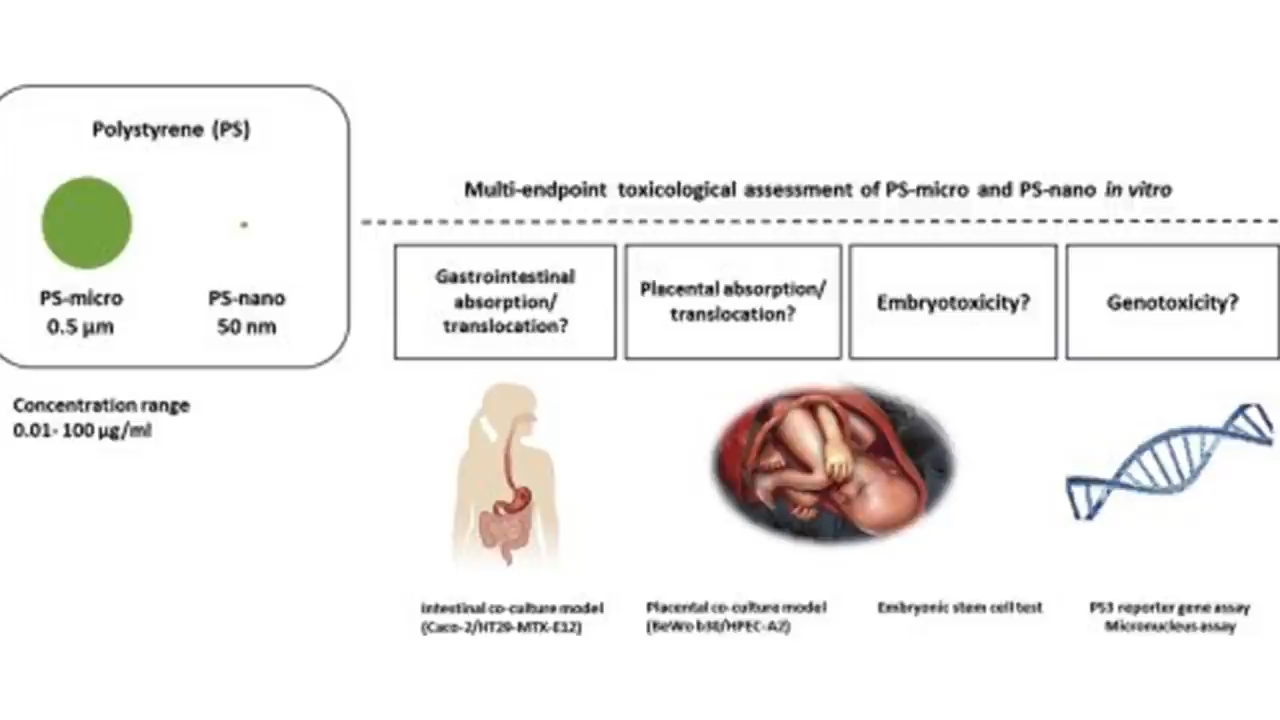 Polystyrene (PS)
PS-micro
0.5 µm
PS-nano
50 nm
Concentration range
0.01- 100 µg/ml
Multi-endpoint toxicological assessment of PS-micro and PS-nano in vitro
Gastrointestinal
absorption/
translocation?
Placental absorption/
translocation?
Embryotoxicity?
Genotoxicity?
Intestinal co-culture model
(Caco-2/HT29-MTX-E12)
Placental co-culture model
(BeWo b30/HPEC-A2)
Embryonic stem cell test
P53 reporter gene assay
Micronucleus assay